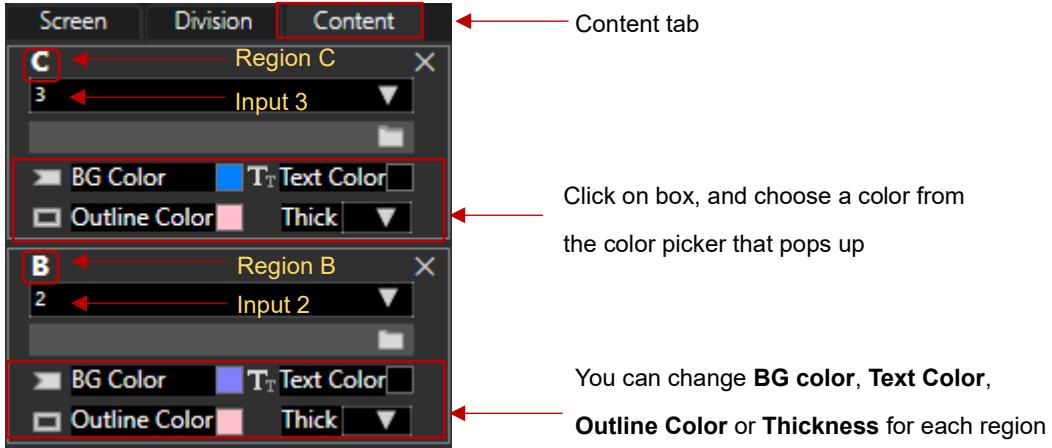 Screen Division Content
Content tab
C Region C
3 Input 3
BG Color TT Text Color
Outline Color Thick
Click on box, and choose a color from
the color picker that pops up
B Region B
2 Input 2
BG Color TT Text Color
Outline Color Thick
You can change BG color, Text Color,
Outline Color or Thickness for each region